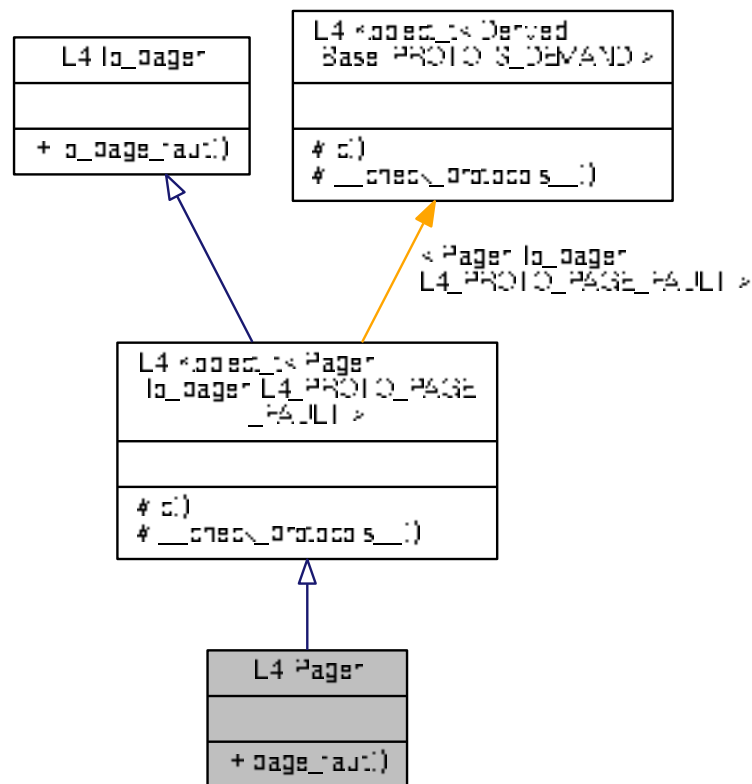 L4 Io_pager
+ io_page_fault()
L4 Kobject_t< Derived
Base PROTO S_DEMAND >
# c()
# __check_protocols__()
< Pager Io_pager
L4_PROTO_PAGE_FAULT >
L4 Kobject_t< Pager
Io_pager L4_PROTO_PAGE
_FAULT >
# c()
# __check_protocols__()
L4 Pager
+ page_fault()